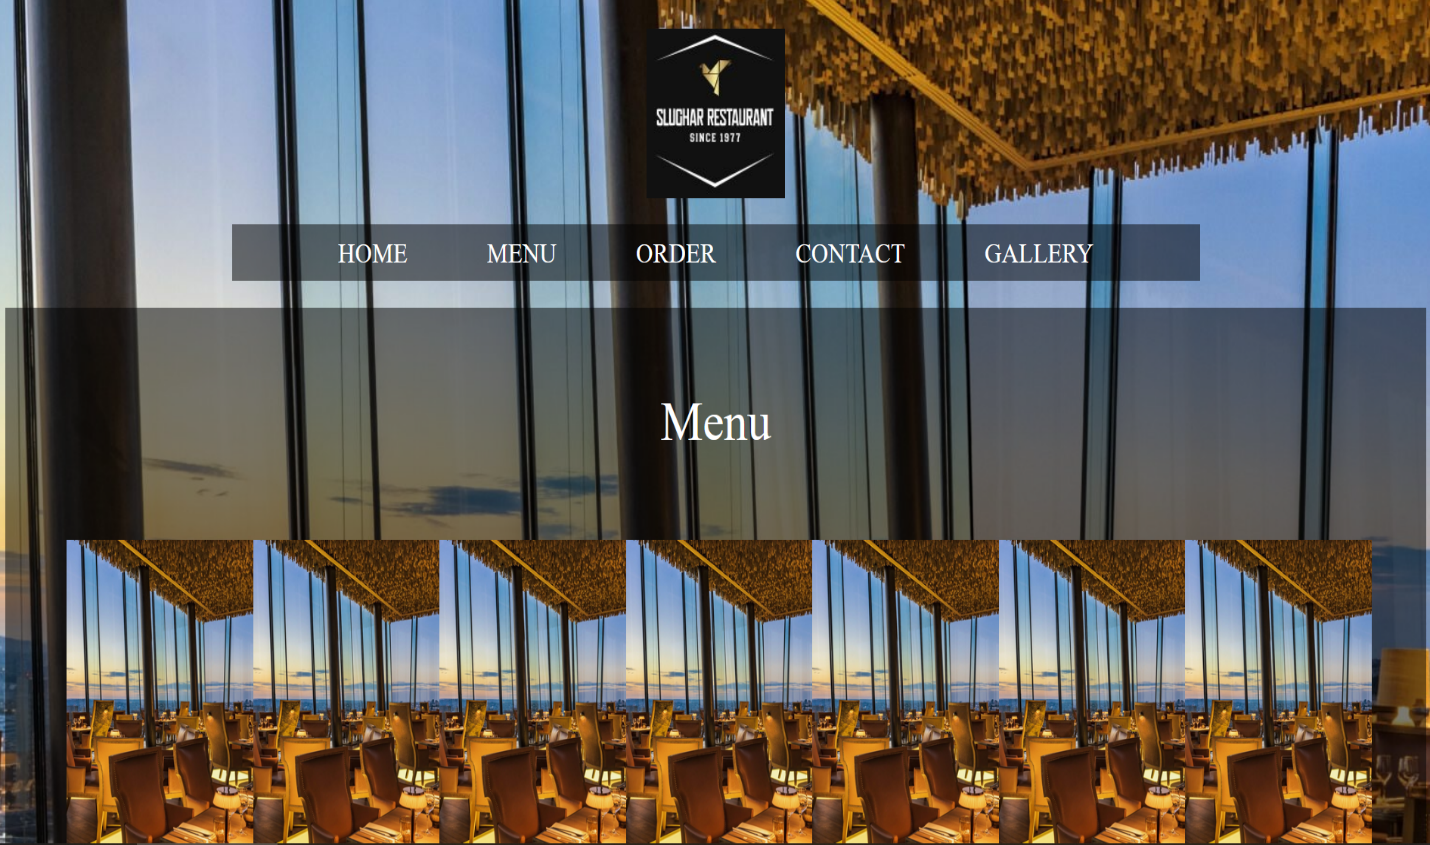 SLUGHAR RESTAURANT
SINCE 1977
HOME MENU ORDER CONTACT GALLERY
Menu